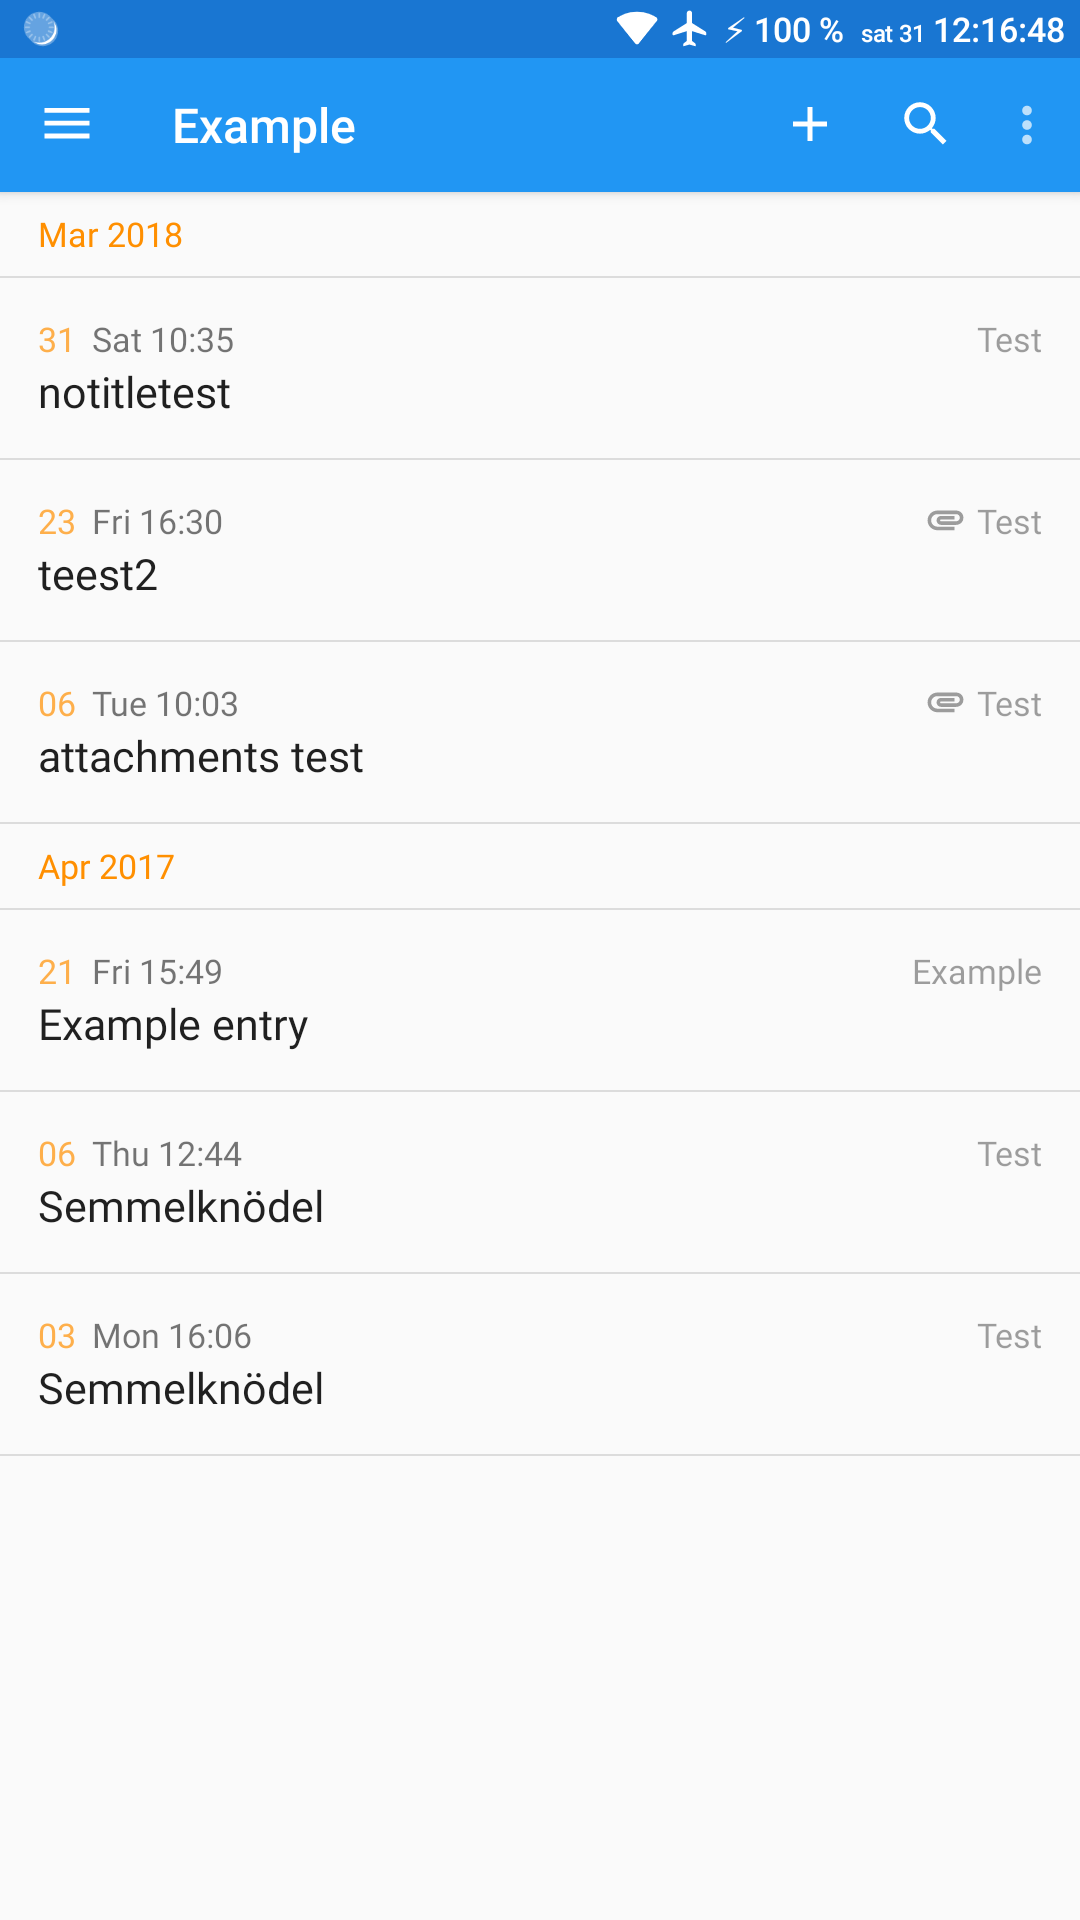 100 % sat 31 12:16:48
Example
Mar 2018
31 Sat 10:35 Test
notitletest
23 Fri 16:30 Test
teest2
06 Tue 10:03 Test
attachments test
Apr 2017
21 Fri 15:49 Example
Example entry
06 Thu 12:44 Test
Semmelknödel
03 Mon 16:06 Test
Semmelknödel